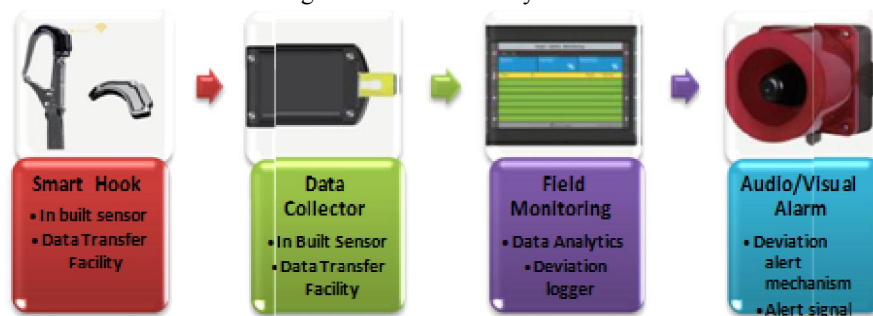 Smart Hook
• In built sensor
• Data Transfer
Facility
Data
Collector
• In Built Sensor
• Data Transfer
Facility
Field
Monitoring
• Data Analytics
• Deviation
logger
Audio/Visual
Alarm
• Deviation
alert
mechanism
• Alert signal